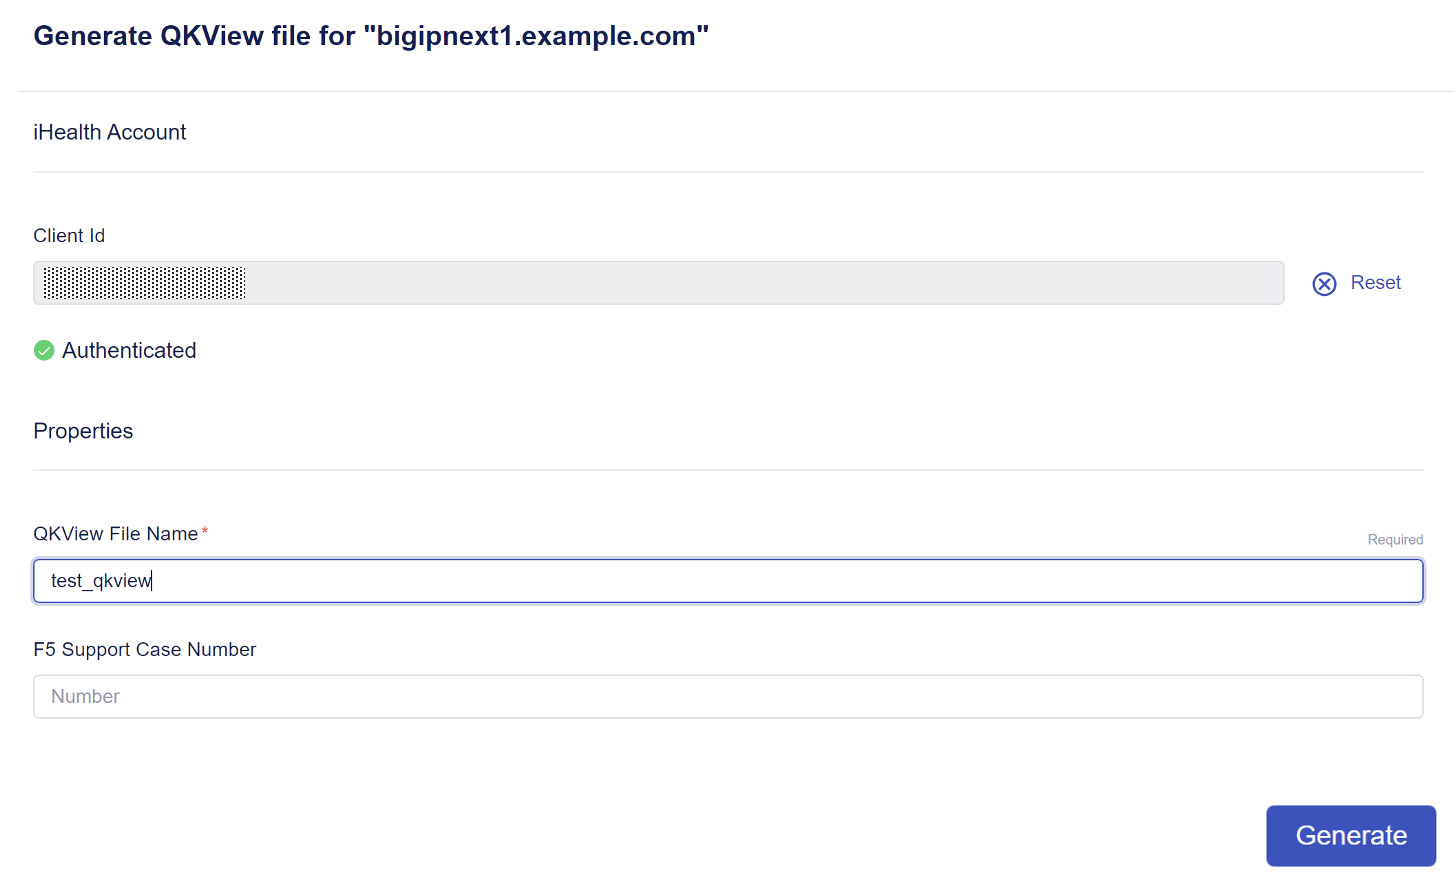 Generate QKView file for "bigipnext1.example.com"
iHealth Account
Client Id
Reset
Authenticated
Properties
QKView File Name*
Required
test_qkview
F5 Support Case Number
Number
Generate